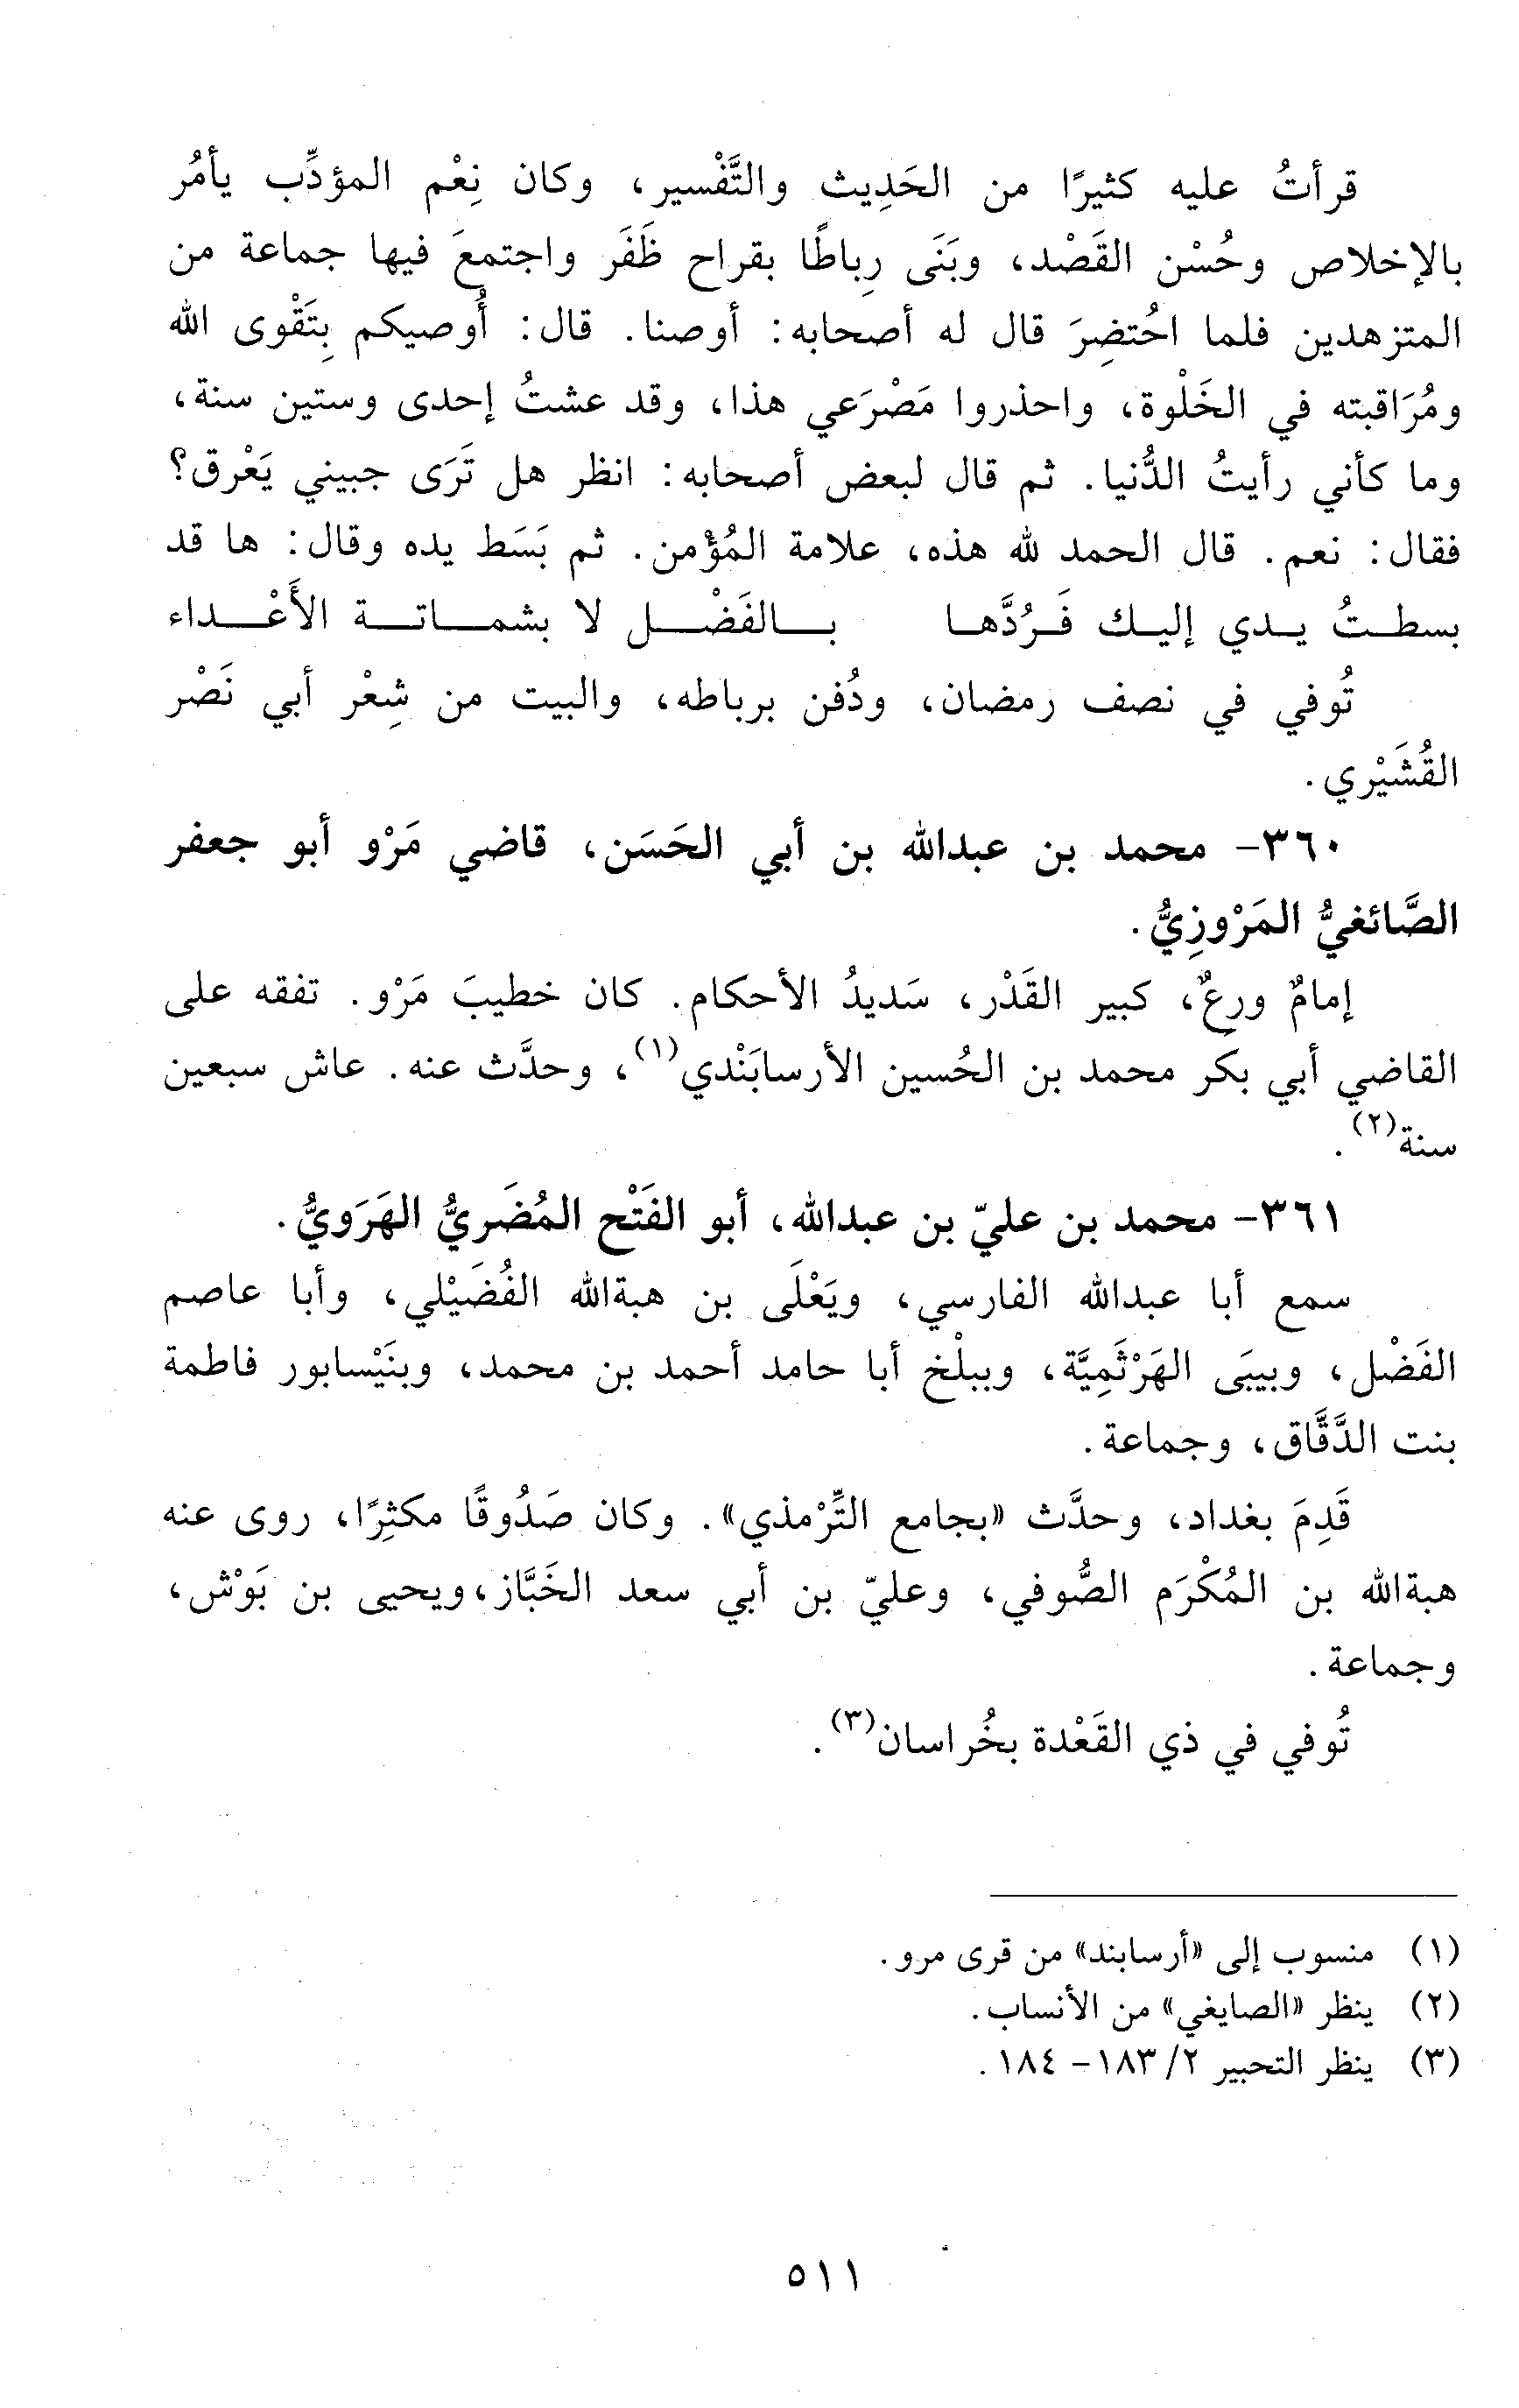 قرأتُ عليه كثيرًا من الحَدِيث والتَّفْسير، وكان نِعْم المؤدِّب يأمُر
بالإخلاص وحُسْن القَصْد، وبَنَى رِباطًا بقراح ظَفَر واجتمعَ فيها جماعة من
المتزهدين فلما احُتضِرَ قال له أصحابه: أوصنا. قال: أُوصيكم بِتَقْوى الله
ومُرَاقبته في الخَلْوة، واحذروا مَصْرَعي هذا، وقد عشتُ إحدى وستين سنة،
وما كأني رأيتُ الدُّنيا. ثم قال لبعض أصحابه: انظر هل تَرَى جبيني يَعْرق؟
فقال: نعم. قال الحمد لله هذه، علامة المُؤمن. ثم بَسَط يده وقال: ها قد
بسطتُ يدي إليك فَرُدَّها بالفَضْل لا بشماتة الأَعْداء
تُوفي في نصف رمضان، ودُفن برباطه، والبيت من شِعْر أبي نَصْر
القُشَيْري.
٣٦٠- محمد بن عبدالله بن أبي الحَسَن، قاضي مَرْو أبو جعفر
الصَّائغيُّ المَرْوزِيُّ.
إمامٌ ورِعٌ، كبير القَدْر، سَديدُ الأحكام. كان خطيبَ مَرْو. تفقه على
القاضي أبي بكر محمد بن الحُسين الأرسابَنْدي(١)، وحدَّث عنه. عاش سبعين
سنة(٢).
٣٦١- محمد بن عليّ بن عبدالله، أبو الفَتْح المُضَريُّ الهَرَويُّ.
سمع أبا عبدالله الفارسي، ويَعْلَى بن هبةالله الفُضَيْلي، وأبا عاصم
الفَضْل، وبيبَى الهَرْثَمِيَّة، وببلْخ أبا حامد أحمد بن محمد، وبنَيْسابور فاطمة
بنت الدَّقَّاق، وجماعة.
قَدِمَ بغداد، وحدَّث «بجامع التِّرْمذي». وكان صَدُوقًا مكثِرًا، روى عنه
هبةالله بن المُكْرَم الصُّوفي، وعليّ بن أبي سعد الخَبَّاز،ويحيى بن بَوْش،
وجماعة.
تُوفي في ذي القَعْدة بخُراسان(٣).
(١) منسوب إلى «أرسابند» من قرى مرو.
(٢) ينظر «الصايغي» من الأنساب.
(٣) ينظر التحبير ٢/ ١٨٣- ١٨٤.
٥١١